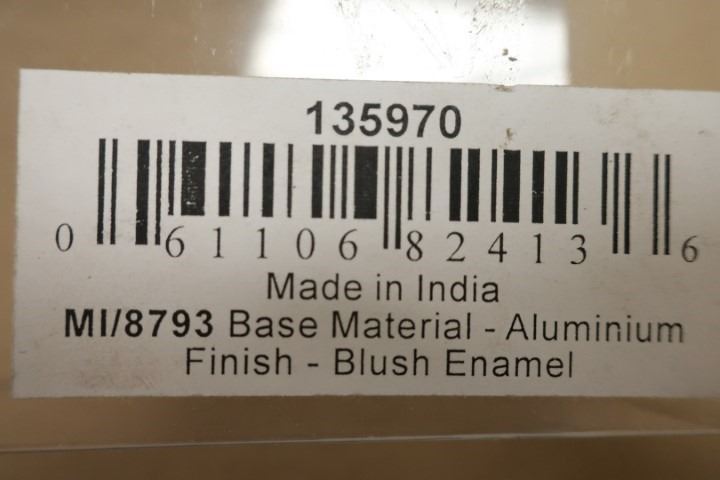 135970
0 61106 82413 6
Made in India
MI/8793 Base Material - Aluminium
Finish - Blush Enamel